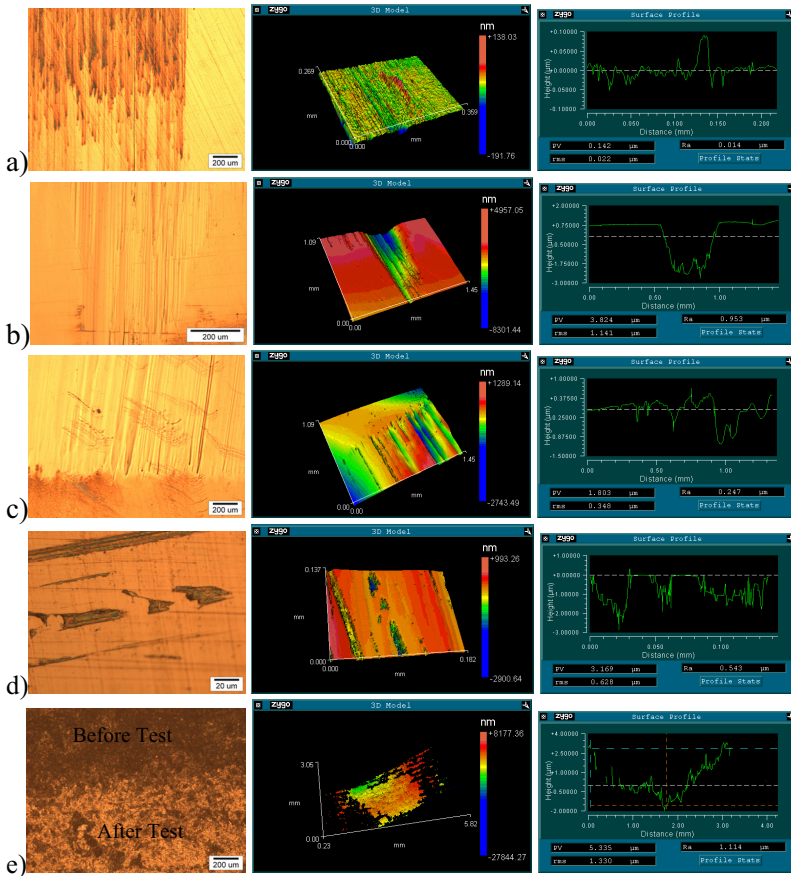 3D Model
zygo
nm
+138.03
0.269
mm
0.000
0.000
mm
0.359
-191.76
200 um
a)
Surface Profile
+0.10000
+0.05000
+0.00000
-0.05000
-0.10000
Height (µm)
0.000 0.050 0.100 0.150 0.200
Distance (mm)
PV 0.142 µm Ra 0.014 µm
rms 0.022 µm Profile Stats
3D Model
zygo
nm
+4957.05
1.09
mm
0.00
0.00
mm
1.45
-8301.44
200 um
b)
Surface Profile
+2.00000
+0.75000
-0.50000
-1.75000
-3.00000
Height (µm)
0.00 0.50 1.00
Distance (mm)
PV 3.824 µm Ra 0.953 µm
rms 1.141 µm Profile Stats
3D Model
zygo
nm
+1289.14
1.09
mm
0.00
0.00
mm
1.45
-2743.49
200 um
c)
Surface Profile
+1.00000
+0.37500
-0.25000
-0.87500
-1.50000
Height (µm)
0.00 0.50 1.00
Distance (mm)
PV 1.803 µm Ra 0.247 µm
rms 0.348 µm Profile Stats
3D Model
zygo
nm
+993.26
0.137
mm
0.000
0.000
mm
0.182
-2900.64
20 um
d)
Surface Profile
+1.00000
+0.00000
-1.00000
-2.00000
-3.00000
Height (µm)
0.000 0.050 0.100
Distance (mm)
PV 3.169 µm Ra 0.543 µm
rms 0.628 µm Profile Stats
Before Test
After Test
200 um
e)
3D Model
zygo
nm
+8177.36
3.05
mm
0.00
0.23
mm
5.82
-27844.27
Surface Profile
+4.00000
+2.50000
+1.00000
-0.50000
-2.00000
Height (µm)
0.00 1.00 2.00 3.00 4.00
Distance (mm)
PV 5.335 µm Ra 1.114 µm
rms 1.330 µm Profile Stats